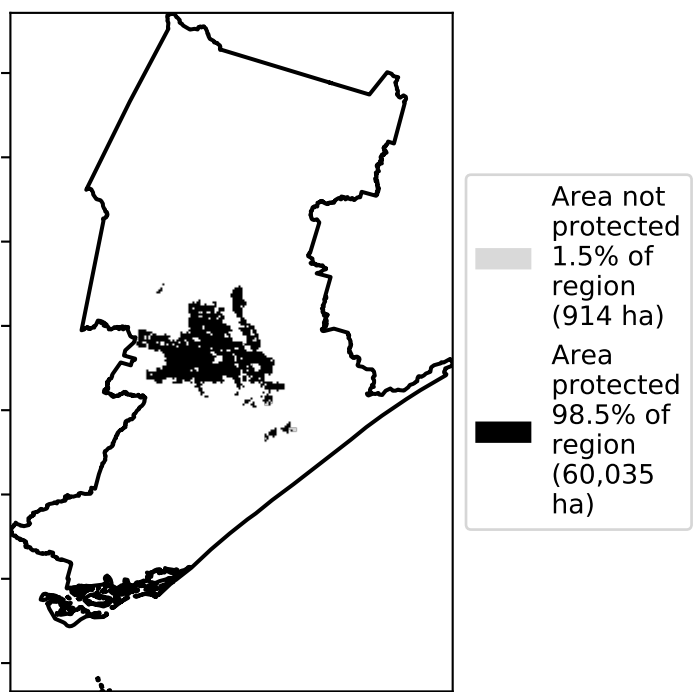 Area not
protected
1.5% of
region
(914 ha)
Area
protected
98.5% of
region
(60,035
ha)